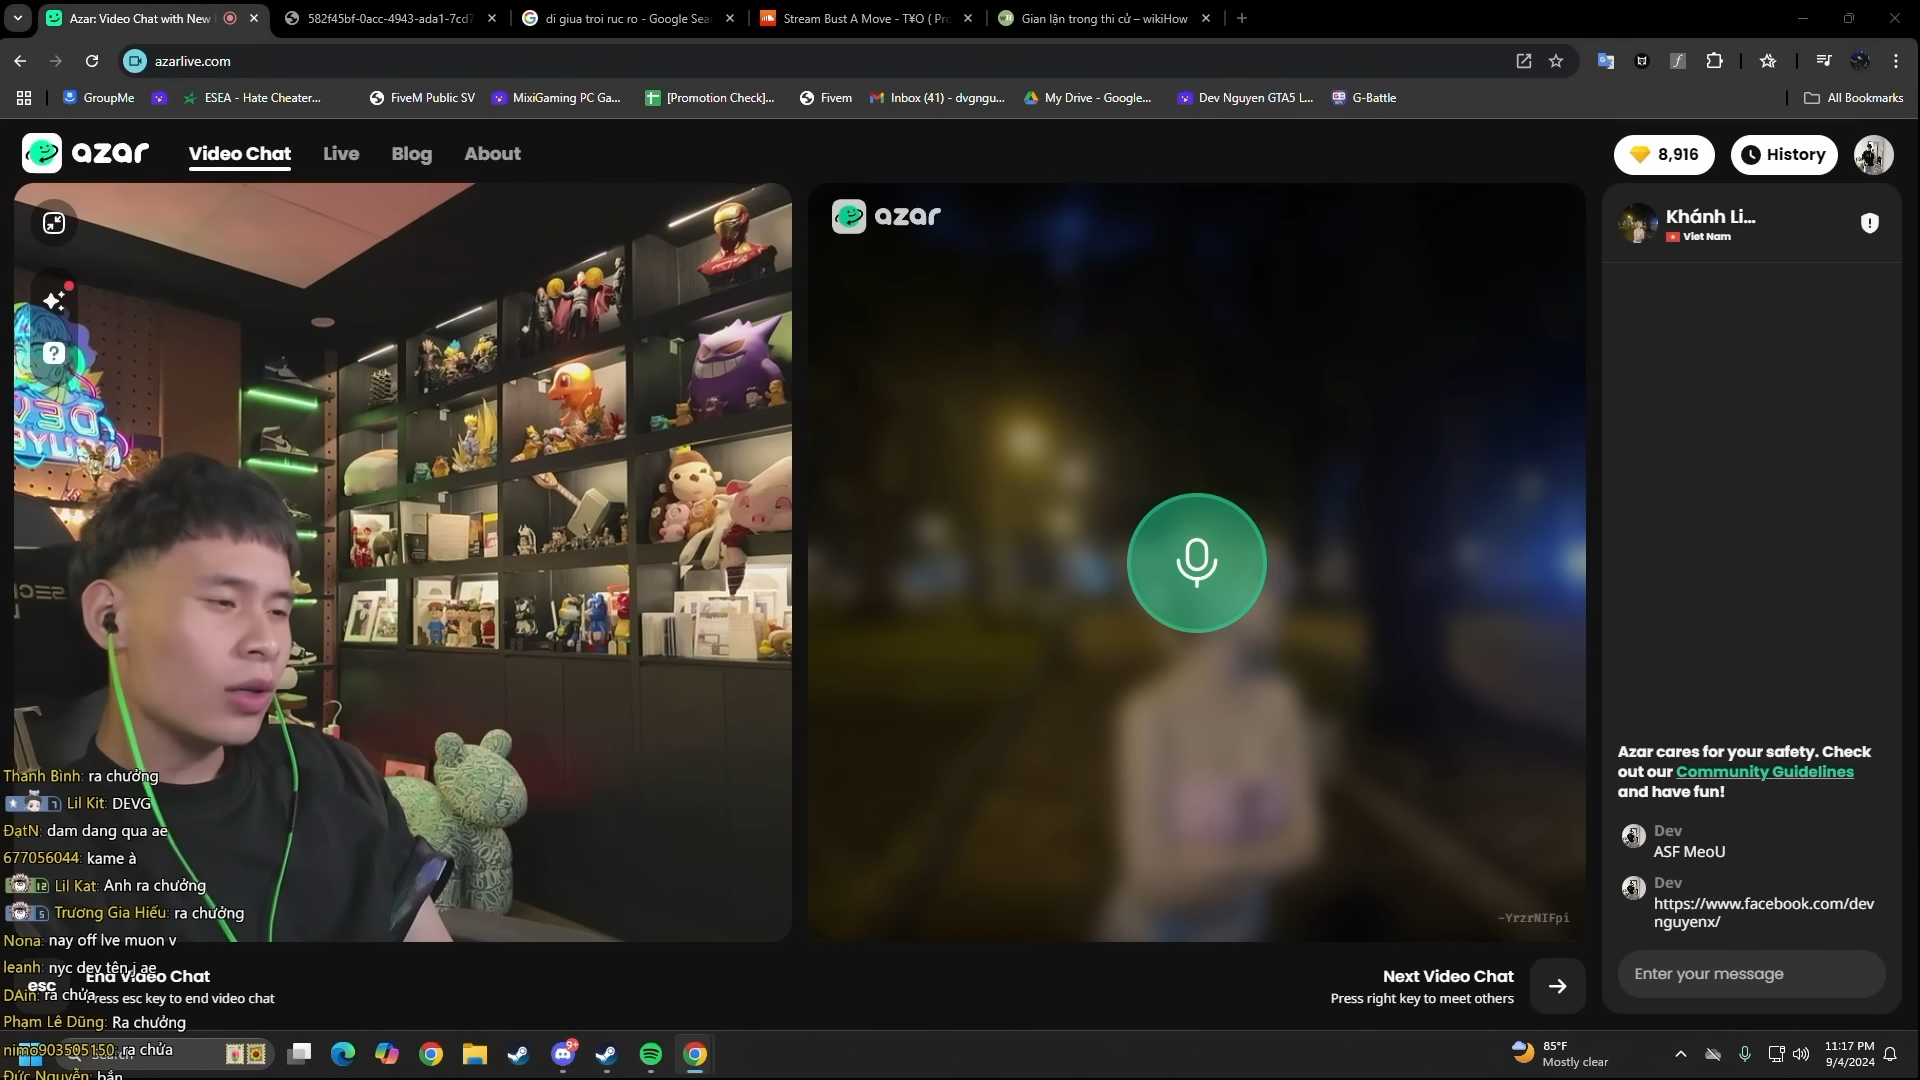 Azar: Video Chat with New
582f45bf-0acc-4943-ada1-7cd7
di giua troi ruc ro - Google Sea
Stream Bust A Move - T¥O ( Pro
Gian lận trong thi cử – wikiHow
azarlive.com
GroupMe
ESEA - Hate Cheater...
FiveM Public SV
MixiGaming PC Ga...
[Promotion Check]...
Fivem
Inbox (41) - dvgngu...
My Drive - Google...
Dev Nguyen GTA5 L...
G-Battle
All Bookmarks
azar
Video Chat
Live
Blog
About
8,916
History
azar
Khánh Li...
Viet Nam
Azar cares for your safety. Check
out our Community Guidelines
and have fun!
Dev
ASF MeoU
Dev
https://www.facebook.com/dev
nguyenx/
Enter your message
-YrzrNIFpi
Thanh Bình: ra chưởng
7 Lil Kit: DEVG
ĐạtN: dam dang qua ae
677056044: kame à
12 Lil Kat: Anh ra chưởng
5 Trương Gia Hiếu: ra chưởng
Nona: nay off lve muon v
leanh: nyc dev tên j ae
DAin: ra chửa
Phạm Lê Dũng: Ra chưởng
nimo903505150: ra chửa
Đức Nguyễn: bắn
esc
End Video Chat
Press esc key to end video chat
Next Video Chat
Press right key to meet others
Search
9+
85°F
Mostly clear
11:17 PM
9/4/2024